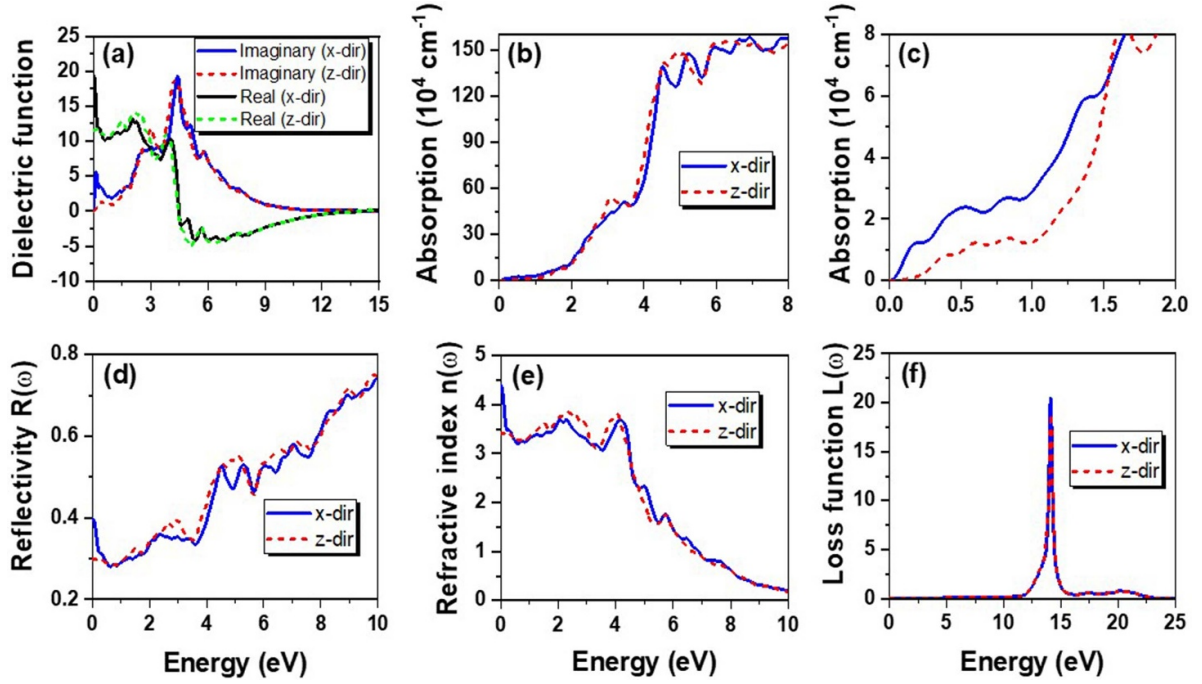 (a)
Imaginary (x-dir)
Imaginary (z-dir)
Real (x-dir)
Real (z-dir)
Dielectric function
25
20
15
10
5
0
-5
-10
0 3 6 9 12 15
(b)
x-dir
z-dir
Absorption (10⁴ cm⁻¹)
150
120
90
60
30
0
0 2 4 6 8
(c)
Absorption (10⁴ cm⁻¹)
8
6
4
2
0
0.0 0.5 1.0 1.5 2.0
(d)
x-dir
z-dir
Reflectivity R(ω)
0.8
0.6
0.4
0.2
0 2 4 6 8 10
Energy (eV)
(e)
x-dir
z-dir
Refractive index n(ω)
5
4
3
2
1
0
0 2 4 6 8 10
Energy (eV)
(f)
x-dir
z-dir
Loss function L(ω)
25
20
15
10
5
0
0 5 10 15 20 25
Energy (eV)